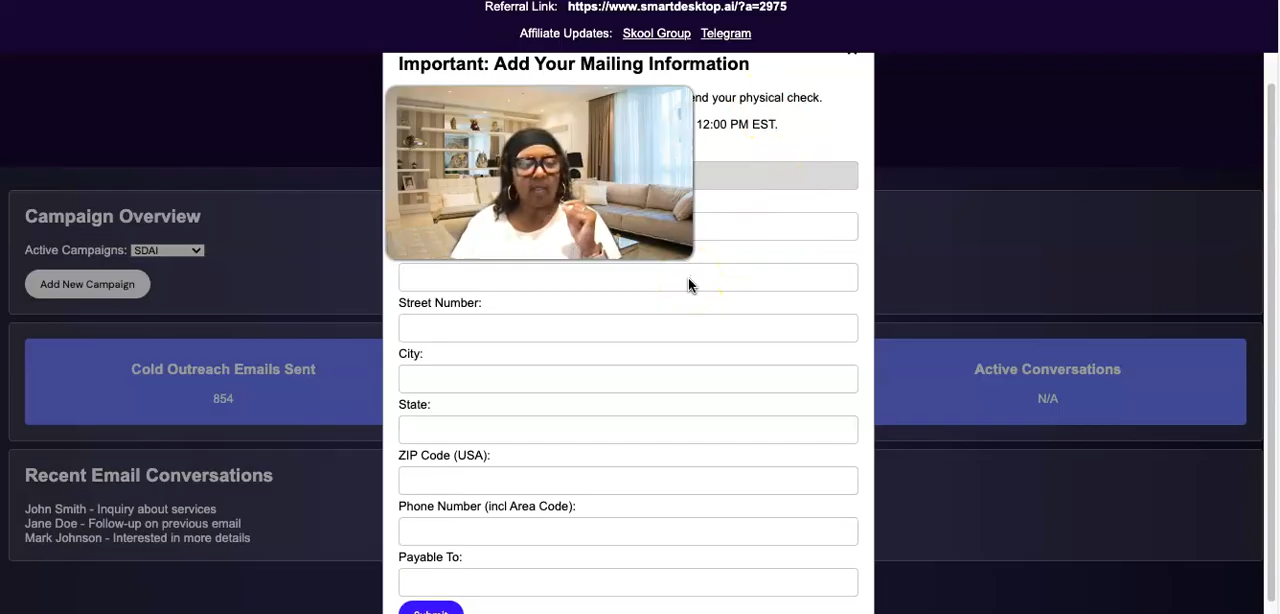 Referral Link: https://www.smartdesktop.ai/?a=2975
Affiliate Updates: Skool Group Telegram
Important: Add Your Mailing Information
end your physical check.
12:00 PM EST.
Campaign Overview
Active Campaigns: SDAI
Add New Campaign
Street Number:
City:
State:
ZIP Code (USA):
Phone Number (incl Area Code):
Payable To:
Submit
Cold Outreach Emails Sent
854
Active Conversations
N/A
Recent Email Conversations
John Smith - Inquiry about services
Jane Doe - Follow-up on previous email
Mark Johnson - Interested in more details